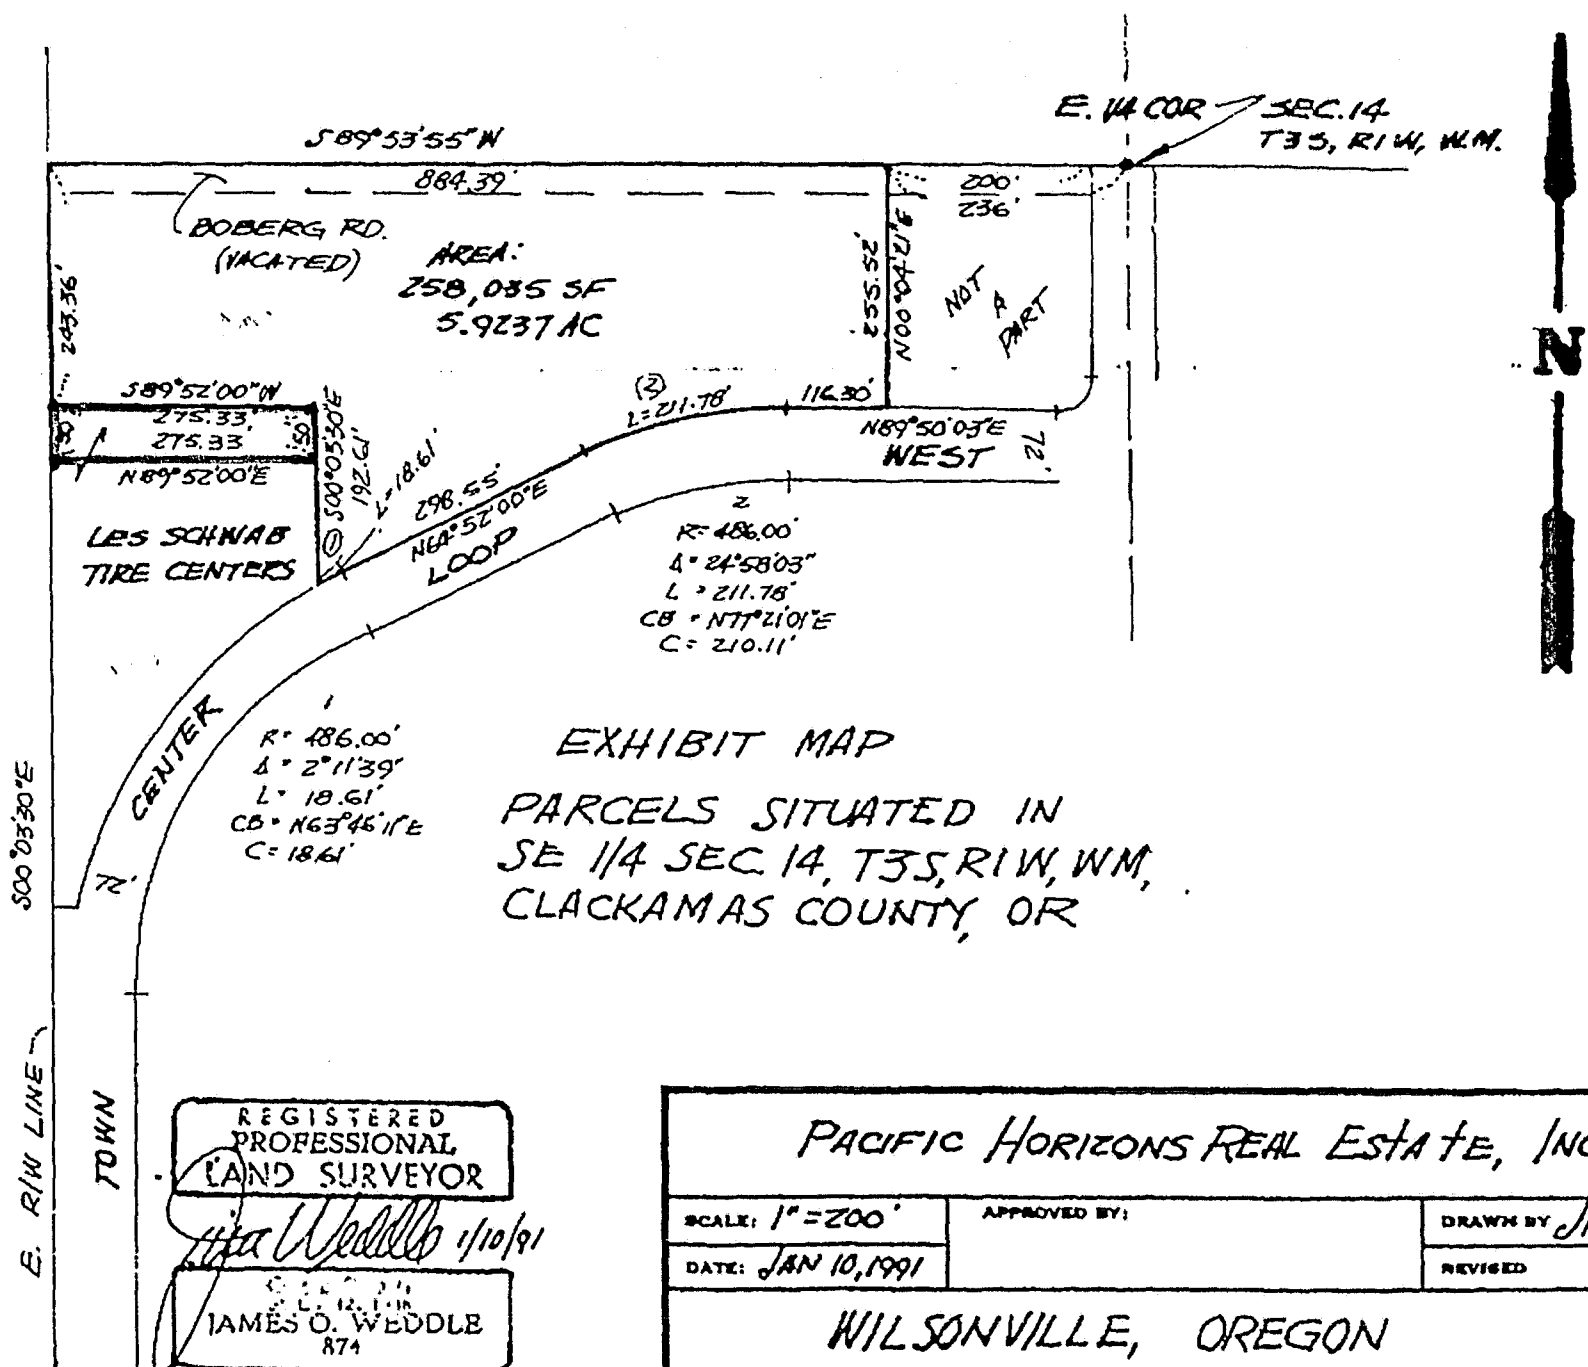 E. 1/4 COR SEC. 14
T3S, R1W, W.M.
S89°53'55"W
884.39'
200'
236'
BOBERG RD.
(VACATED)
AREA:
258,035 SF
5.9237 AC
243.36'
255.52'
N00°04'21"E
NOT
A
PART
N
S89°52'00"W
275.33'
275.33'
N89°52'00"E
50'
50'
① S00°03'30"E
192.61'
L=18.61'
298.55'
N64°52'00"E
(2)
L=211.78'
116.30'
N89°50'03"E
WEST
72'
LOOP
LES SCHWAB
TIRE CENTERS
2
R= 486.00'
Δ= 24°58'03"
L = 211.78'
CB = N77°21'01"E
C= 210.11'
CENTER
1
R= 486.00'
Δ= 2°11'39"
L= 18.61'
CB= N63°46'11"E
C= 18.61'
EXHIBIT MAP
PARCELS SITUATED IN
SE 1/4 SEC. 14, T3S, R1W, WM,
CLACKAMAS COUNTY, OR
S00°03'30"E
72'
E. R/W LINE
TOWN
REGISTERED
PROFESSIONAL
LAND SURVEYOR
Weddle 1/10/91
JAMES O. WEDDLE
874
PACIFIC HORIZONS REAL ESTATE, INC
SCALE: 1"=200'
APPROVED BY:
DRAWN BY
DATE: JAN 10, 1991
REVISED
WILSONVILLE, OREGON